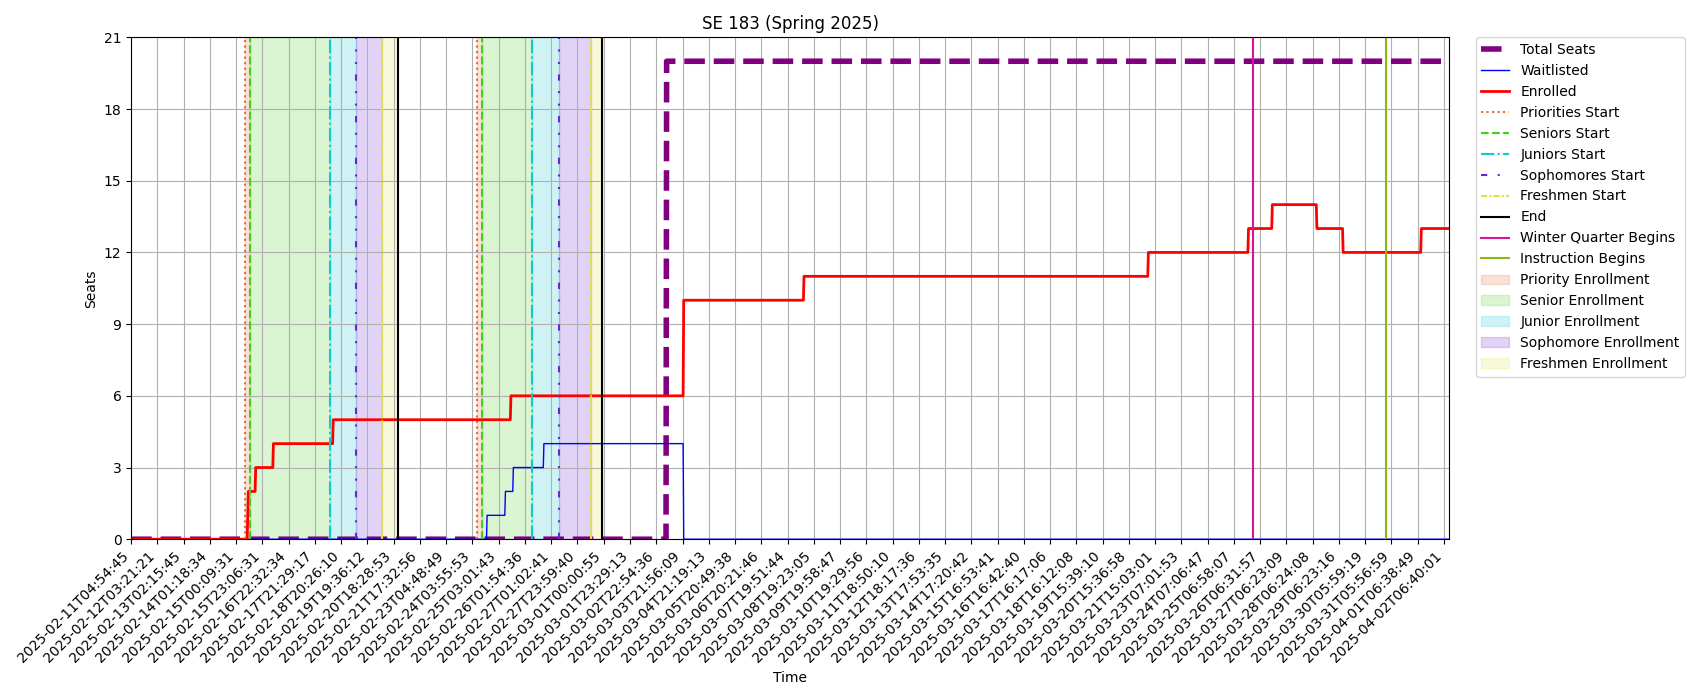 SE 183 (Spring 2025)
21
18
15
12
9
6
3
0
Seats
2025-02-11T04:54:45
2025-02-12T03:21:21
2025-02-13T02:15:45
2025-02-14T01:18:34
2025-02-15T00:09:31
2025-02-15T23:06:31
2025-02-16T22:32:34
2025-02-17T21:29:17
2025-02-18T20:26:10
2025-02-19T19:36:12
2025-02-20T18:28:53
2025-02-21T17:32:56
2025-02-23T04:48:49
2025-02-24T03:55:53
2025-02-25T03:01:43
2025-02-26T01:54:36
2025-02-27T01:02:41
2025-02-27T23:59:40
2025-03-01T00:00:55
2025-03-01T23:29:13
2025-03-02T22:54:36
2025-03-03T21:56:09
2025-03-04T21:19:13
2025-03-05T20:49:38
2025-03-06T20:21:46
2025-03-07T19:51:44
2025-03-08T19:23:05
2025-03-09T19:58:47
2025-03-10T19:29:56
2025-03-11T18:50:10
2025-03-12T18:17:36
2025-03-13T17:53:35
2025-03-14T17:20:42
2025-03-15T16:53:41
2025-03-16T16:42:40
2025-03-17T16:17:06
2025-03-18T16:12:08
2025-03-19T15:39:10
2025-03-20T15:36:58
2025-03-21T15:03:01
2025-03-23T07:01:53
2025-03-24T07:06:47
2025-03-25T06:58:07
2025-03-26T06:31:57
2025-03-27T06:23:09
2025-03-28T06:24:08
2025-03-29T06:23:16
2025-03-30T05:59:19
2025-03-31T05:56:59
2025-04-01T06:38:49
2025-04-02T06:40:01
Time
Total Seats
Waitlisted
Enrolled
Priorities Start
Seniors Start
Juniors Start
Sophomores Start
Freshmen Start
End
Winter Quarter Begins
Instruction Begins
Priority Enrollment
Senior Enrollment
Junior Enrollment
Sophomore Enrollment
Freshmen Enrollment